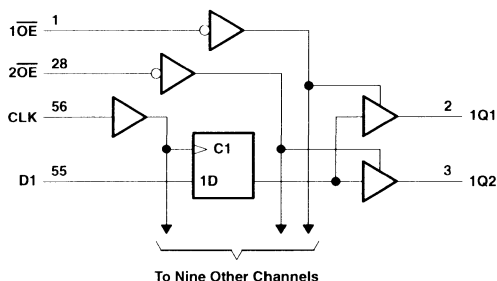 1OE 1
2OE 28
CLK 56
D1 55
C1
1D
2 1Q1
3 1Q2
To Nine Other Channels